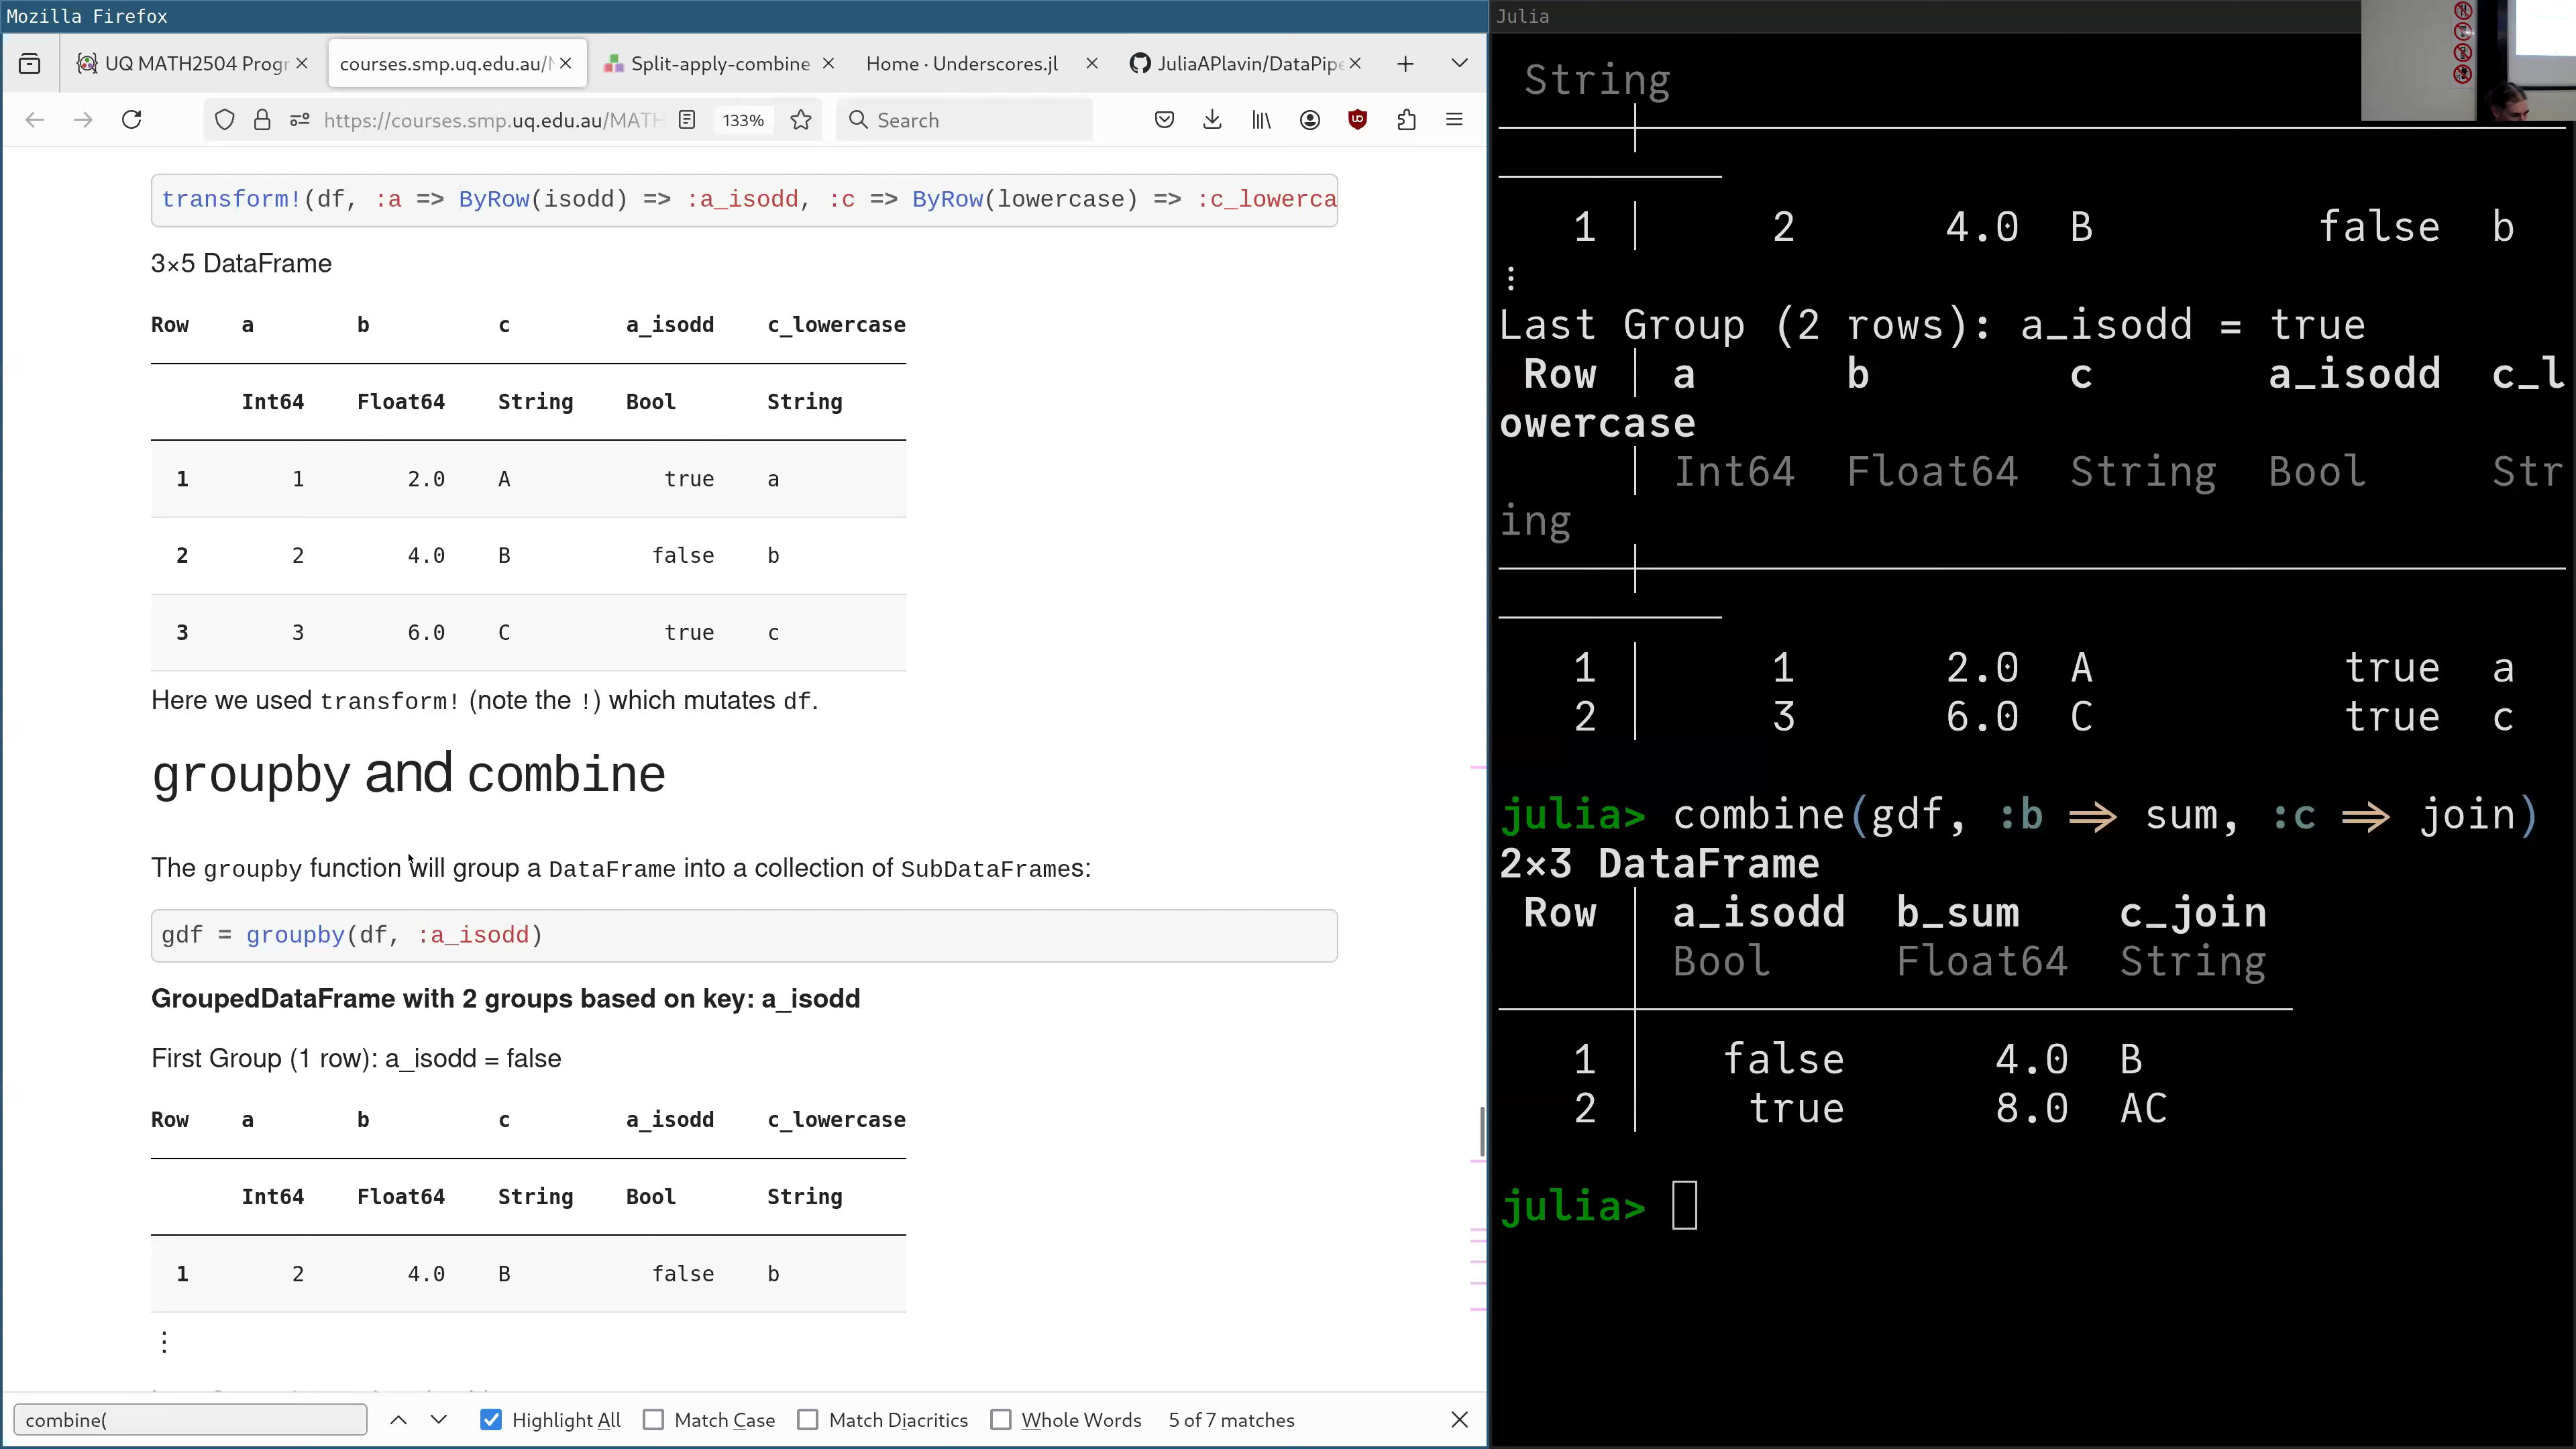 Mozilla Firefox
UQ MATH2504 Progr
courses.smp.uq.edu.au/
Split-apply-combine
Home · Underscores.jl
JuliaAPlavin/DataPipe
https://courses.smp.uq.edu.au/MATH
133%
Search
transform!(df, :a => ByRow(isodd) => :a_isodd, :c => ByRow(lowercase) => :c_lowerca
3×5 DataFrame
Row a b c a_isodd c_lowercase
Int64 Float64 String Bool String
1 1 2.0 A true a
2 2 4.0 B false b
3 3 6.0 C true c
Here we used transform! (note the !) which mutates df.
groupby and combine
The groupby function will group a DataFrame into a collection of SubDataFrames:
gdf = groupby(df, :a_isodd)
GroupedDataFrame with 2 groups based on key: a_isodd
First Group (1 row): a_isodd = false
Row a b c a_isodd c_lowercase
Int64 Float64 String Bool String
1 2 4.0 B false b
⋮
combine(
Highlight All
Match Case
Match Diacritics
Whole Words
5 of 7 matches
Julia
String
1 2 4.0 B false b
⋮
Last Group (2 rows): a_isodd = true
Row a b c a_isodd c_l
owercase
Int64 Float64 String Bool Str
ing
1 1 2.0 A true a
2 3 6.0 C true c
julia> combine(gdf, :b => sum, :c => join)
2×3 DataFrame
Row a_isodd b_sum c_join
Bool Float64 String
1 false 4.0 B
2 true 8.0 AC
julia>